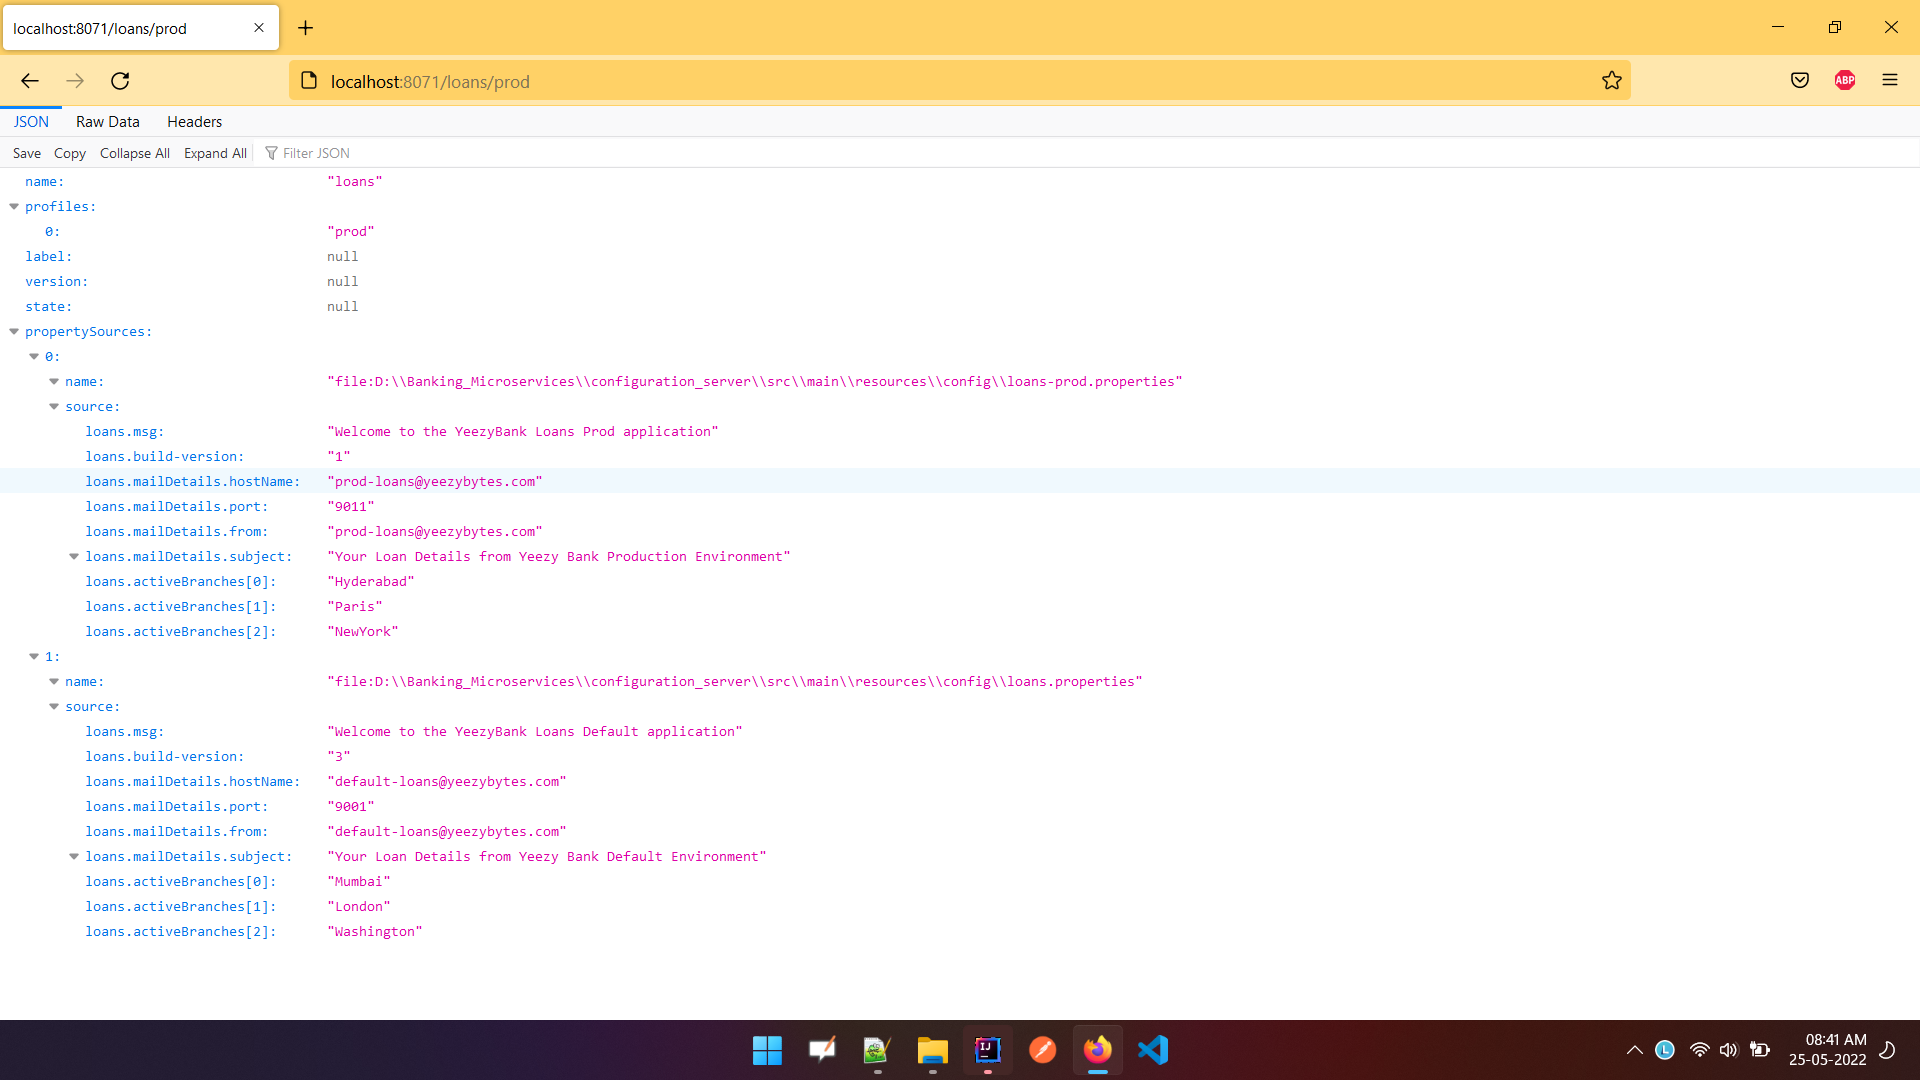 localhost:8071/loans/prod
localhost:8071/loans/prod
ABP
JSON Raw Data Headers
Save Copy Collapse All Expand All Filter JSON
name: "loans"
profiles:
0: "prod"
label: null
version: null
state: null
propertySources:
0:
name: "file:D:\\Banking_Microservices\\configuration_server\\src\\main\\resources\\config\\loans-prod.properties"
source:
loans.msg: "Welcome to the YeezyBank Loans Prod application"
loans.build-version: "1"
loans.mailDetails.hostName: "prod-loans@yeezybytes.com"
loans.mailDetails.port: "9011"
loans.mailDetails.from: "prod-loans@yeezybytes.com"
loans.mailDetails.subject: "Your Loan Details from Yeezy Bank Production Environment"
loans.activeBranches[0]: "Hyderabad"
loans.activeBranches[1]: "Paris"
loans.activeBranches[2]: "NewYork"
1:
name: "file:D:\\Banking_Microservices\\configuration_server\\src\\main\\resources\\config\\loans.properties"
source:
loans.msg: "Welcome to the YeezyBank Loans Default application"
loans.build-version: "3"
loans.mailDetails.hostName: "default-loans@yeezybytes.com"
loans.mailDetails.port: "9001"
loans.mailDetails.from: "default-loans@yeezybytes.com"
loans.mailDetails.subject: "Your Loan Details from Yeezy Bank Default Environment"
loans.activeBranches[0]: "Mumbai"
loans.activeBranches[1]: "London"
loans.activeBranches[2]: "Washington"
IJ
L
08:41 AM
25-05-2022